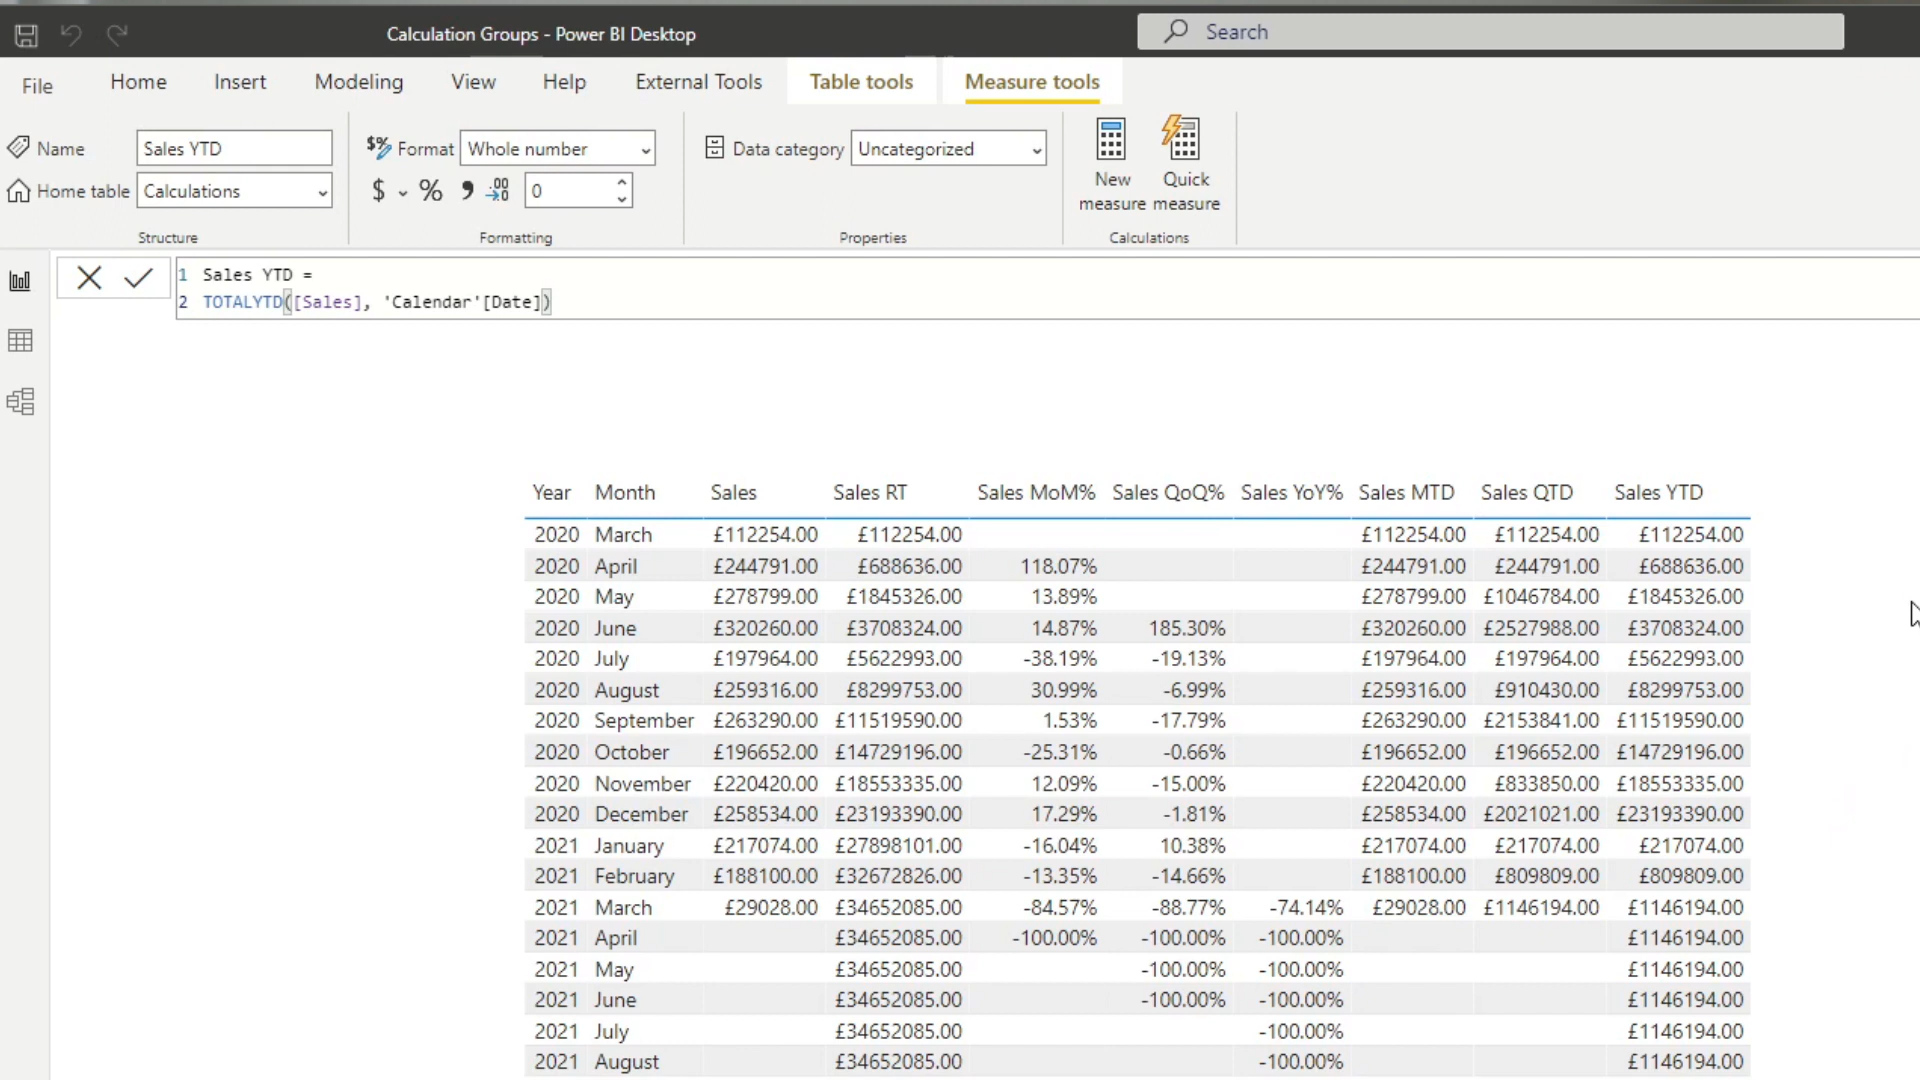 Calculation Groups - Power BI Desktop
Search
File Home Insert Modeling View Help External Tools Table tools Measure tools
Name Sales YTD $% Format Whole number Data category Uncategorized
Home table Calculations $ % 9 .00 0 New measure Quick measure
Structure Formatting Properties Calculations
1 Sales YTD =
2 TOTALYTD([Sales], 'Calendar'[Date])
Year Month Sales Sales RT Sales MoM% Sales QoQ% Sales YoY% Sales MTD Sales QTD Sales YTD
2020 March £112254.00 £112254.00 £112254.00 £112254.00 £112254.00
2020 April £244791.00 £688636.00 118.07% £244791.00 £244791.00 £688636.00
2020 May £278799.00 £1845326.00 13.89% £278799.00 £1046784.00 £1845326.00
2020 June £320260.00 £3708324.00 14.87% 185.30% £320260.00 £2527988.00 £3708324.00
2020 July £197964.00 £5622993.00 -38.19% -19.13% £197964.00 £197964.00 £5622993.00
2020 August £259316.00 £8299753.00 30.99% -6.99% £259316.00 £910430.00 £8299753.00
2020 September £263290.00 £11519590.00 1.53% -17.79% £263290.00 £2153841.00 £11519590.00
2020 October £196652.00 £14729196.00 -25.31% -0.66% £196652.00 £196652.00 £14729196.00
2020 November £220420.00 £18553335.00 12.09% -15.00% £220420.00 £833850.00 £18553335.00
2020 December £258534.00 £23193390.00 17.29% -1.81% £258534.00 £2021021.00 £23193390.00
2021 January £217074.00 £27898101.00 -16.04% 10.38% £217074.00 £217074.00 £217074.00
2021 February £188100.00 £32672826.00 -13.35% -14.66% £188100.00 £809809.00 £809809.00
2021 March £29028.00 £34652085.00 -84.57% -88.77% -74.14% £29028.00 £1146194.00 £1146194.00
2021 April £34652085.00 -100.00% -100.00% -100.00% £1146194.00
2021 May £34652085.00 -100.00% -100.00% £1146194.00
2021 June £34652085.00 -100.00% -100.00% £1146194.00
2021 July £34652085.00 -100.00% £1146194.00
2021 August £34652085.00 -100.00% £1146194.00